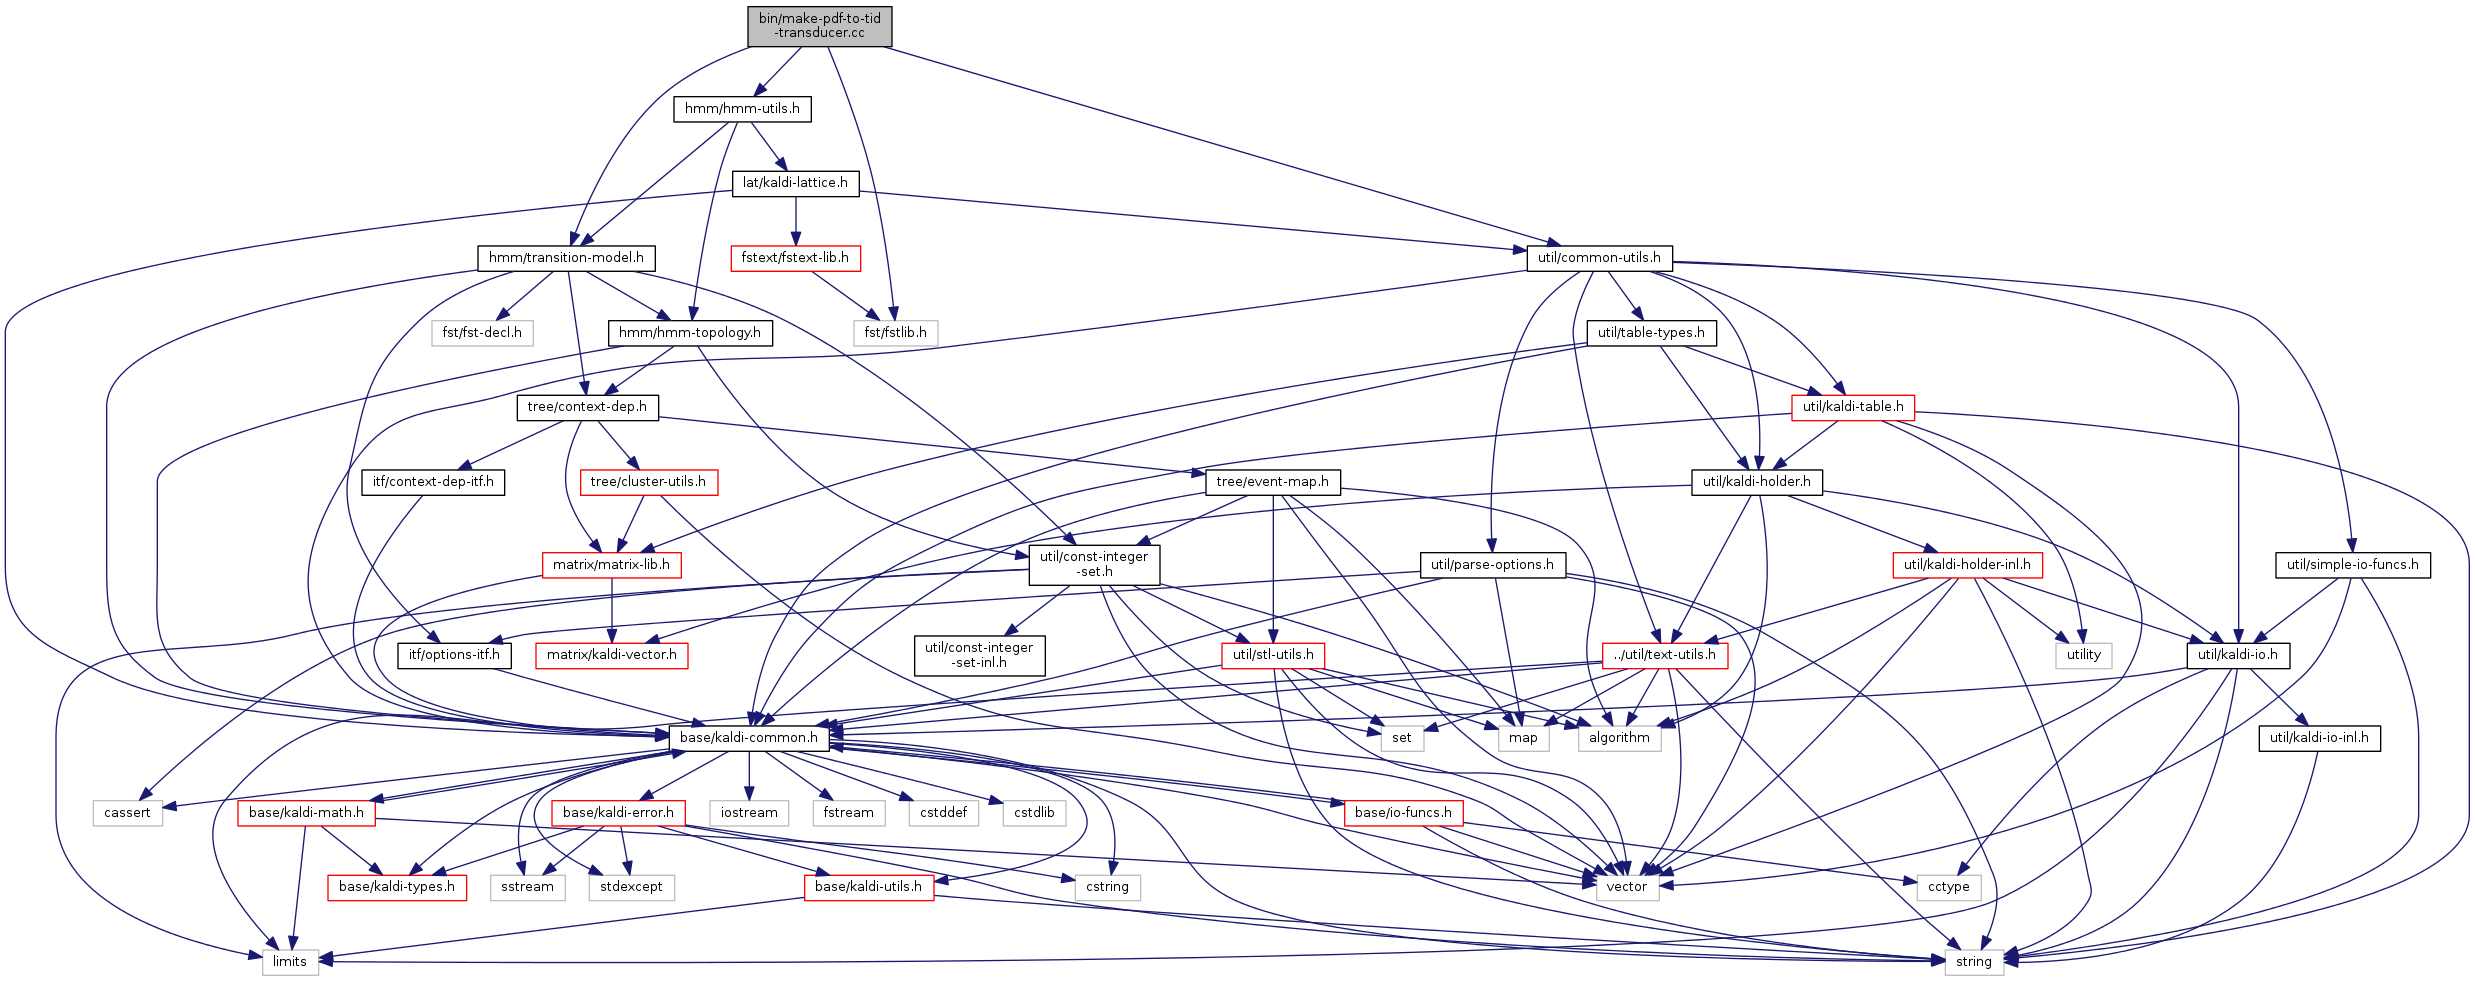 bin/make-pdf-to-tid
-transducer.cc
hmm/hmm-utils.h
lat/kaldi-lattice.h
hmm/transition-model.h
fstext/fstext-lib.h
util/common-utils.h
fst/fst-decl.h
hmm/hmm-topology.h
fst/fstlib.h
util/table-types.h
tree/context-dep.h
util/kaldi-table.h
itf/context-dep-itf.h
tree/cluster-utils.h
tree/event-map.h
util/kaldi-holder.h
matrix/matrix-lib.h
util/const-integer
-set.h
util/parse-options.h
util/kaldi-holder-inl.h
util/simple-io-funcs.h
itf/options-itf.h
matrix/kaldi-vector.h
util/const-integer
-set-inl.h
util/stl-utils.h
../util/text-utils.h
utility
util/kaldi-io.h
base/kaldi-common.h
set
map
algorithm
util/kaldi-io-inl.h
cassert
base/kaldi-math.h
base/kaldi-error.h
iostream
fstream
cstddef
cstdlib
base/io-funcs.h
base/kaldi-types.h
sstream
stdexcept
base/kaldi-utils.h
cstring
vector
cctype
limits
string